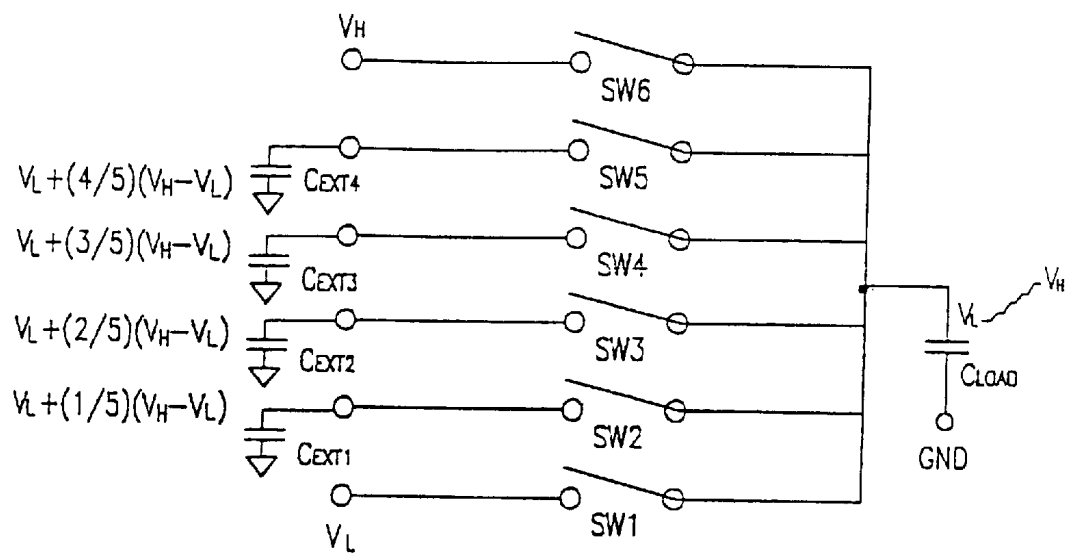 VH
SW6
VL+(4/5)(VH-VL)
CEXT4
SW5
VL+(3/5)(VH-VL)
CEXT3
SW4
VL
VH
VL+(2/5)(VH-VL)
CEXT2
SW3
CLOAD
VL+(1/5)(VH-VL)
CEXT1
SW2
GND
VL
SW1